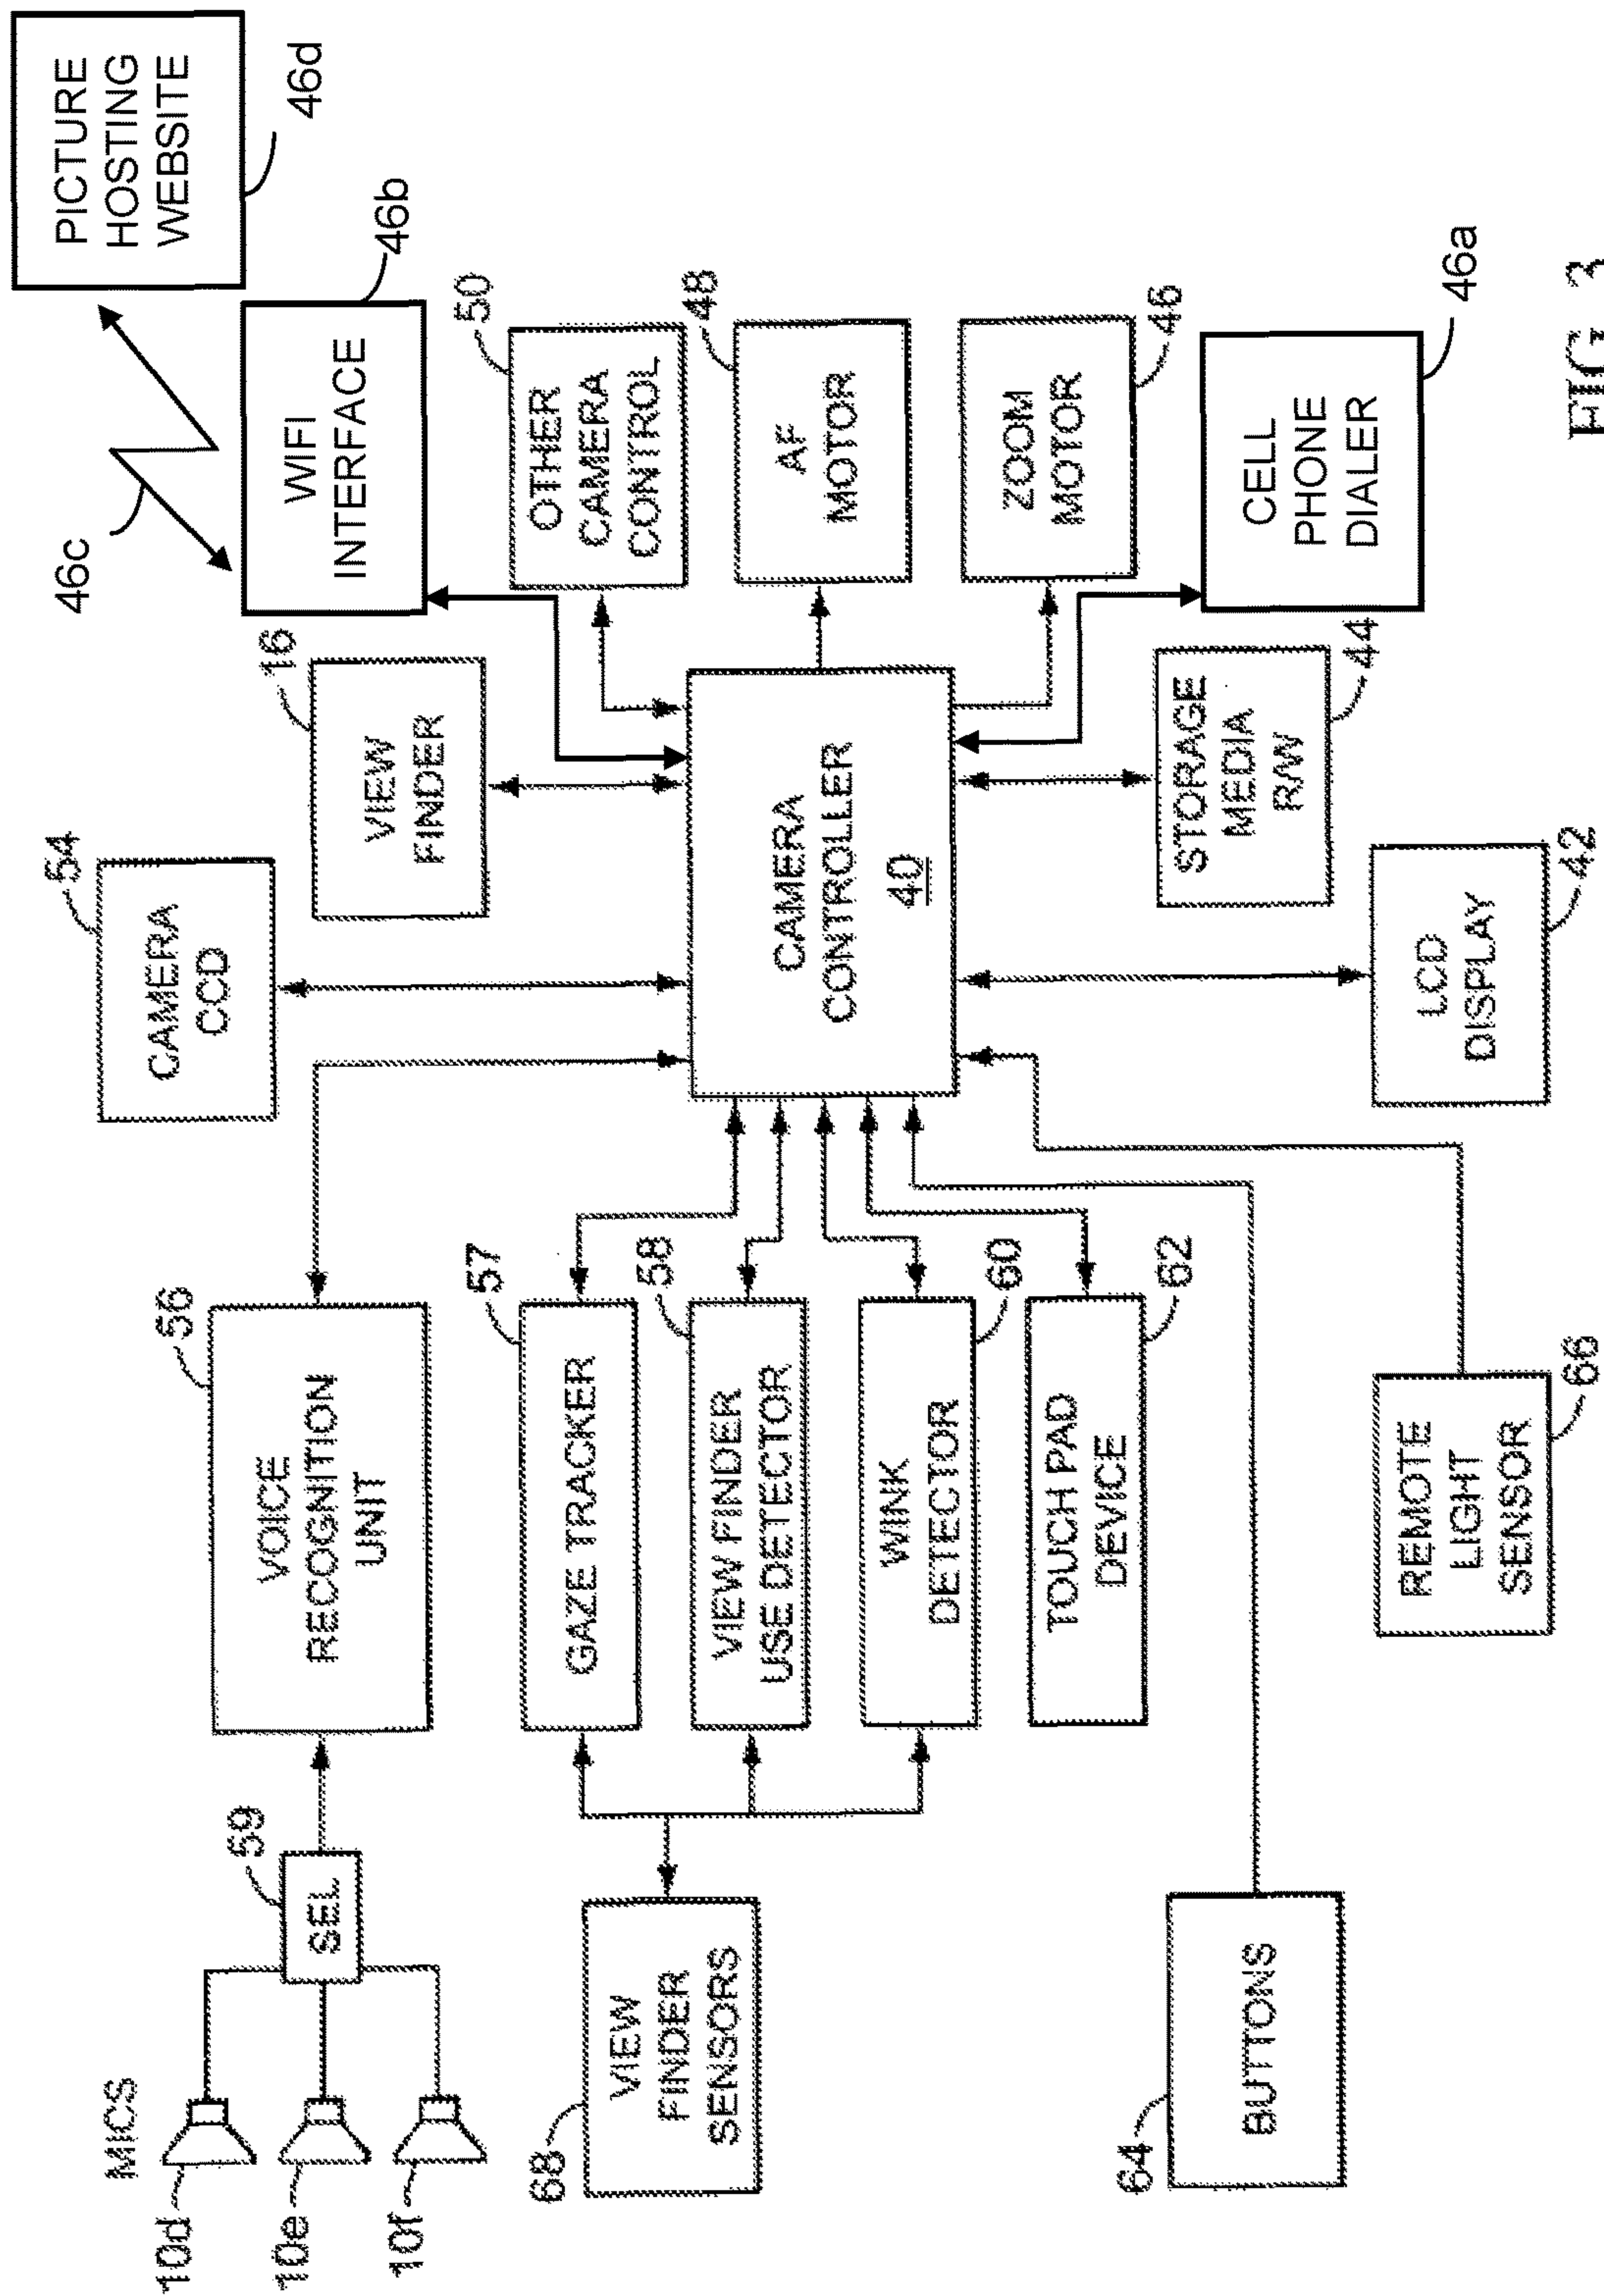 MICS
10d
10e
10f
59
SEL
56
VOICE
RECOGNITION
UNIT
54
CAMERA
CCD
16
VIEW
FINDER
46c
46d
PICTURE
HOSTING
WEBSITE
46b
WIFI
INTERFACE
50
OTHER
CAMERA
CONTROL
48
AF
MOTOR
46
ZOOM
MOTOR
46a
CELL
PHONE
DIALER
57
GAZE TRACKER
58
VIEW FINDER
USE DETECTOR
60
WINK
DETECTOR
62
TOUCH PAD
DEVICE
CAMERA
CONTROLLER
40
44
STORAGE
MEDIA
R/W
42
LCD
DISPLAY
68
VIEW
FINDER
SENSORS
64
BUTTONS
66
REMOTE
LIGHT
SENSOR
FIG. 3